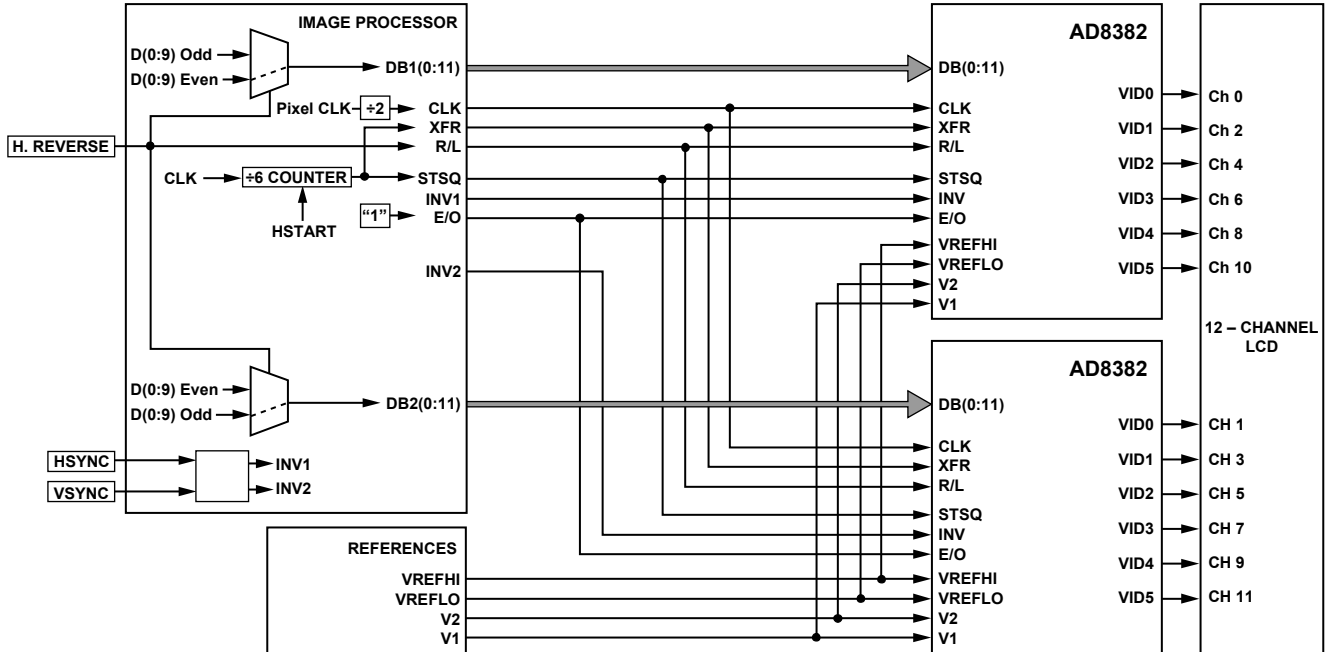 IMAGE PROCESSOR
D(0:9) Odd
D(0:9) Even
DB1(0:11)
Pixel CLK
÷2
CLK
XFR
H. REVERSE
R/L
CLK
÷6 COUNTER
STSQ
INV1
HSTART
"1"
E/O
INV2
D(0:9) Even
D(0:9) Odd
DB2(0:11)
HSYNC
VSYNC
INV1
INV2
REFERENCES
VREFHI
VREFLO
V2
V1
AD8382
DB(0:11)
CLK
XFR
R/L
STSQ
INV
E/O
VREFHI
VREFLO
V2
V1
VID0
VID1
VID2
VID3
VID4
VID5
AD8382
DB(0:11)
CLK
XFR
R/L
STSQ
INV
E/O
VREFHI
VREFLO
V2
V1
VID0
VID1
VID2
VID3
VID4
VID5
Ch 0
Ch 2
Ch 4
Ch 6
Ch 8
Ch 10
12 – CHANNEL
LCD
CH 1
CH 3
CH 5
CH 7
CH 9
CH 11